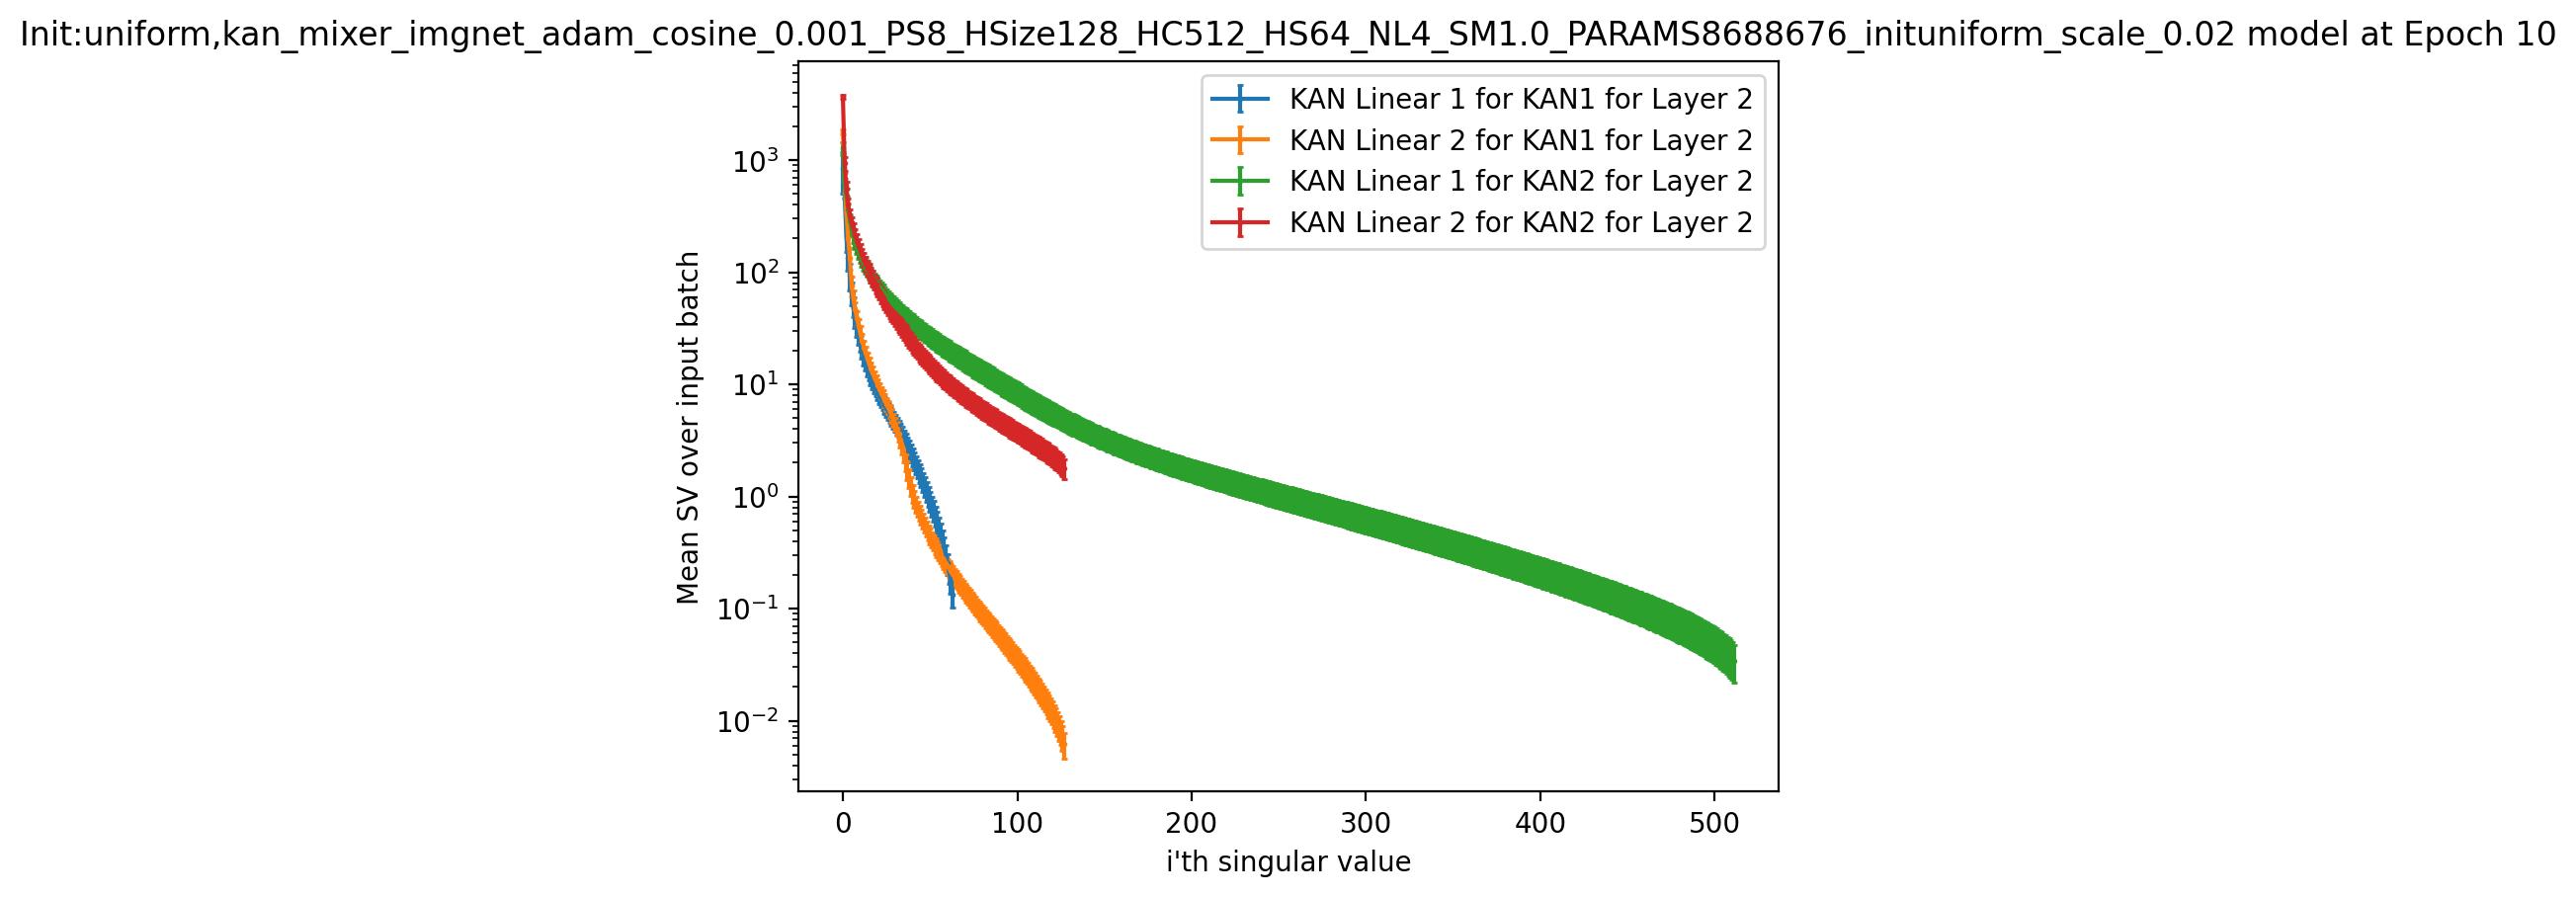 Init:uniform,kan_mixer_imgnet_adam_cosine_0.001_PS8_HSize128_HC512_HS64_NL4_SM1.0_PARAMS8688676_inituniform_scale_0.02 model at Epoch 10
KAN Linear 1 for KAN1 for Layer 2
KAN Linear 2 for KAN1 for Layer 2
KAN Linear 1 for KAN2 for Layer 2
KAN Linear 2 for KAN2 for Layer 2
Mean SV over input batch
10³
10²
10¹
10⁰
10⁻¹
10⁻²
0 100 200 300 400 500
i'th singular value